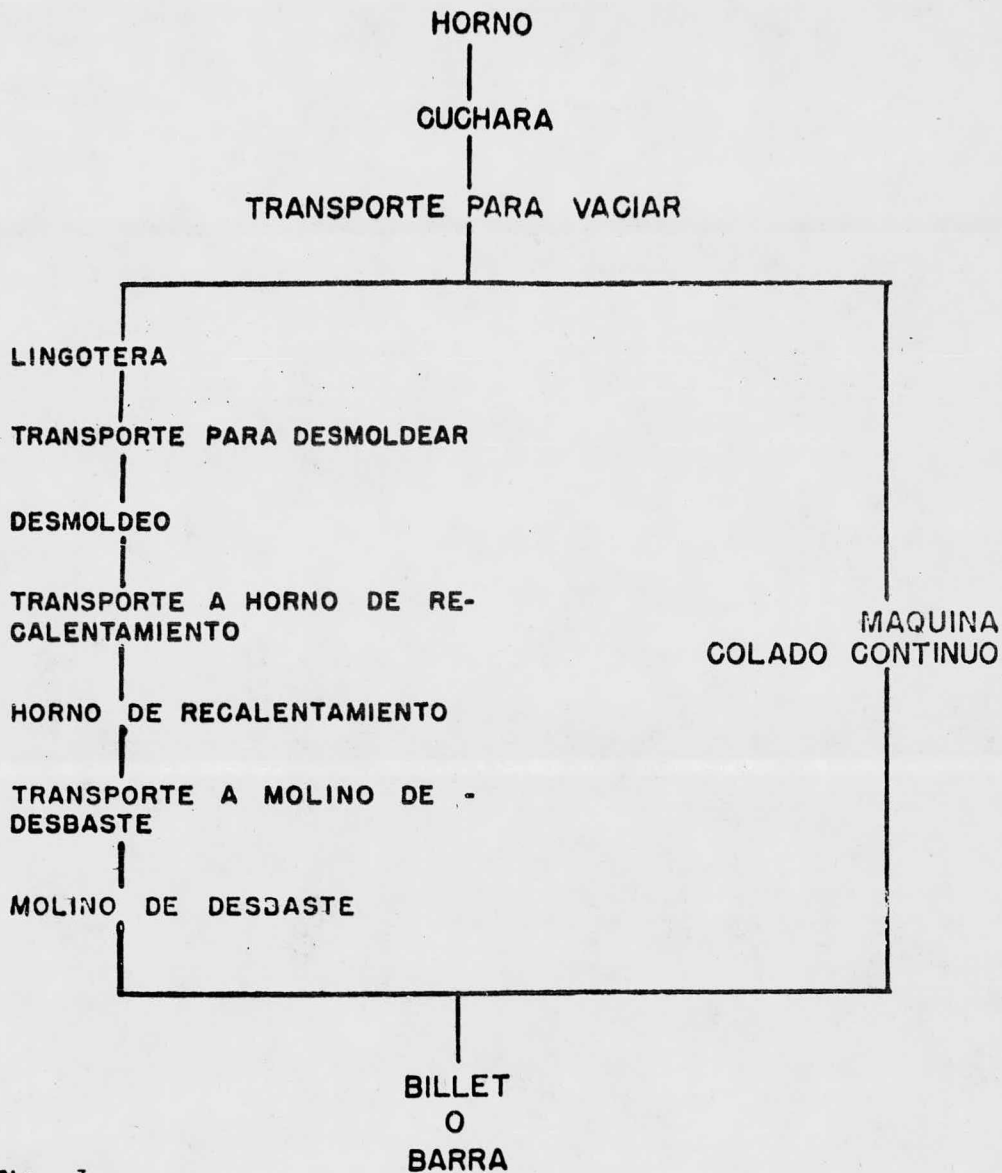 HORNO
CUCHARA
TRANSPORTE PARA VACIAR
LINGOTERA
TRANSPORTE PARA DESMOLDEAR
DESMOLDEO
TRANSPORTE A HORNO DE RE-
CALENTAMIENTO
HORNO DE RECALENTAMIENTO
TRANSPORTE A MOLINO DE -
DESBASTE
MOLINO DE DESBASTE
MAQUINA
COLADO CONTINUO
BILLET
O
BARRA